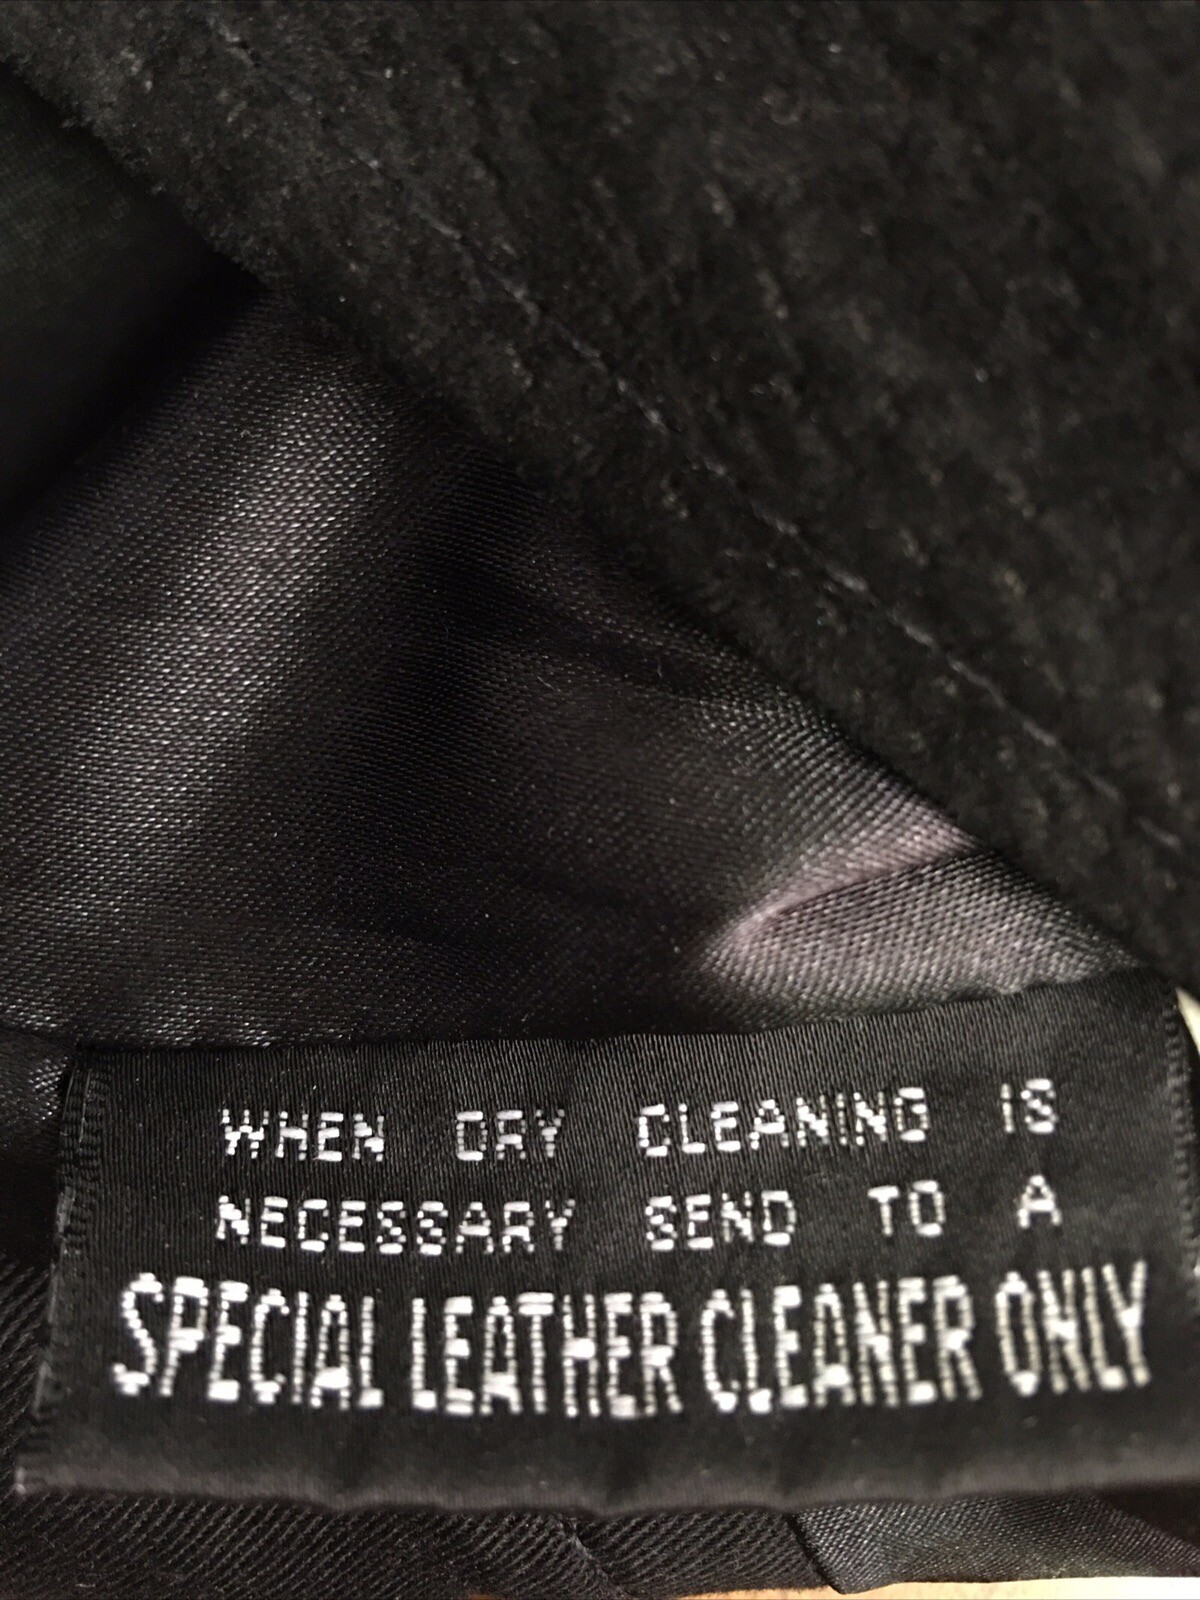 WHEN DRY CLEANING IS
NECESSARY SEND TO A
SPECIAL LEATHER CLEANER ONLY